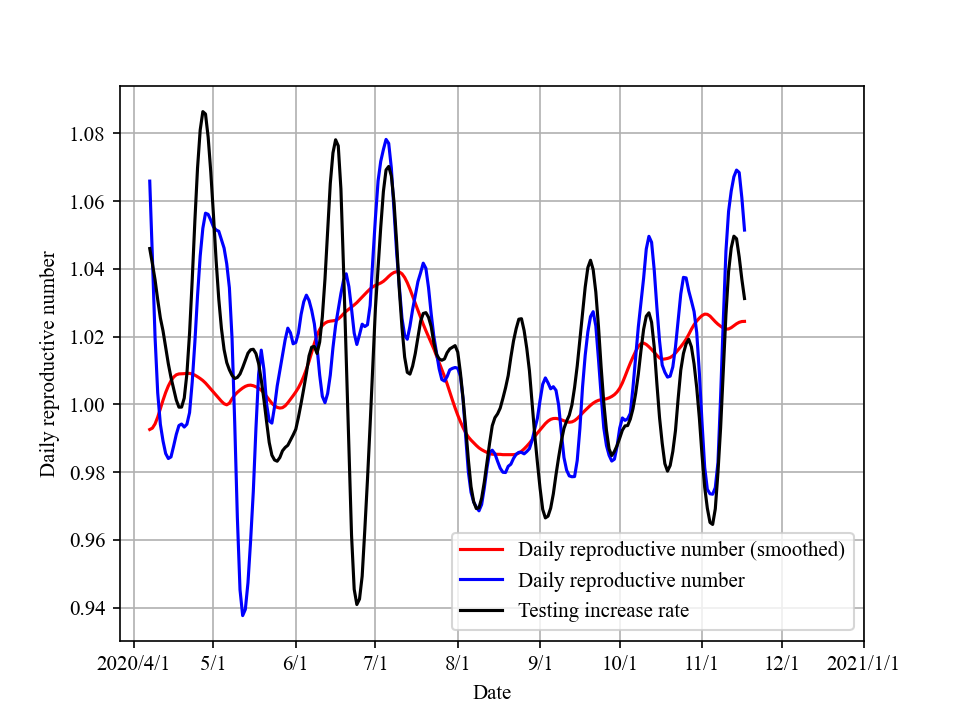 1.08
1.06
1.04
1.02
1.00
0.98
0.96
0.94
Daily reproductive number
Daily reproductive number (smoothed)
Daily reproductive number
Testing increase rate
2020/4/1 5/1 6/1 7/1 8/1 9/1 10/1 11/1 12/1 2021/1/1
Date